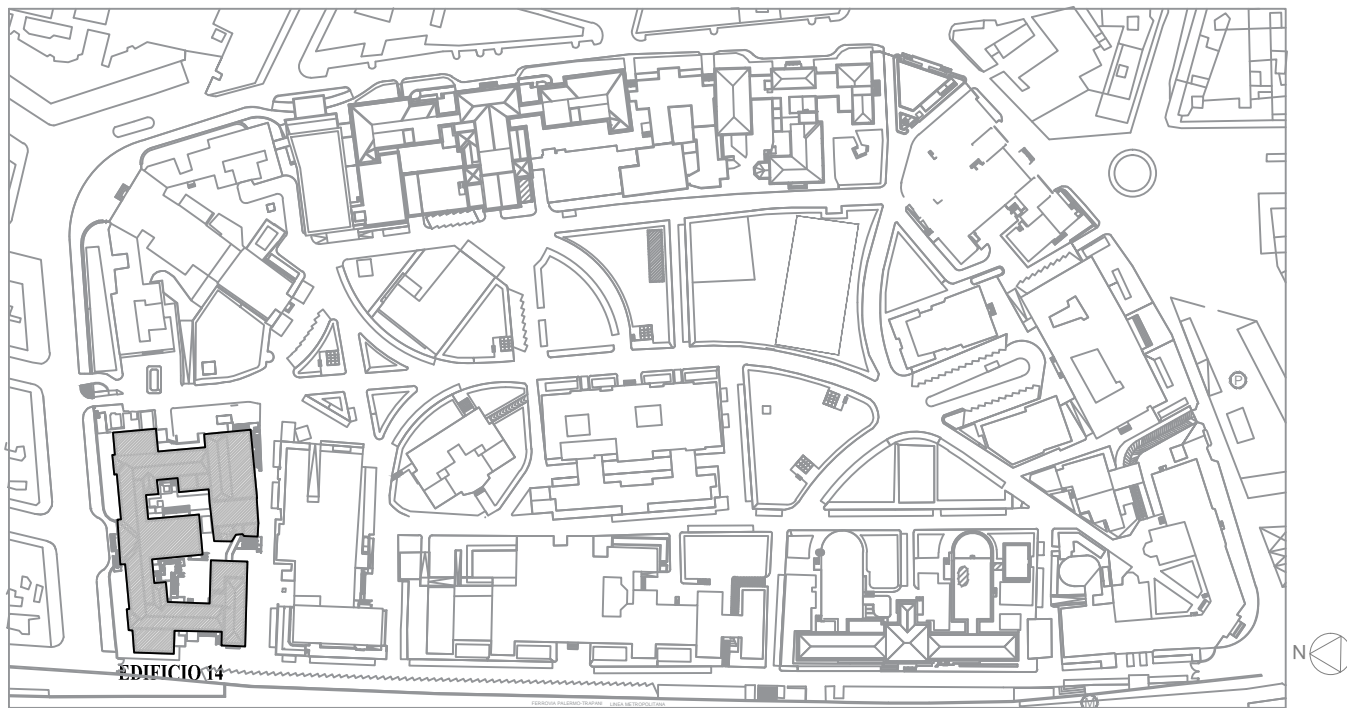 P
N
EDIFICIO 14
FERROVIA PALERMO-TRAPANI LINEA METROPOLITANA
M